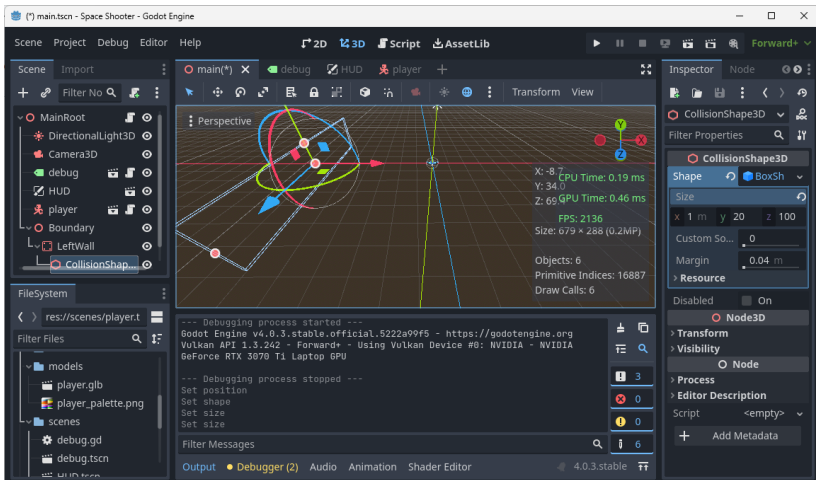 (*) main.tscn - Space Shooter - Godot Engine
Scene Project Debug Editor Help
2D 3D Script AssetLib
Forward+
Scene Import
Filter No
MainRoot
DirectionalLight3D
Camera3D
debug
HUD
player
Boundary
LeftWall
CollisionShap...
FileSystem
res://scenes/player.t
Filter Files
models
player.glb
player_palette.png
scenes
debug.gd
debug.tscn
HUD.tscn
main(*) debug HUD player
Transform View
Perspective
Y
X
Z
X: -8.7
CPU Time: 0.19 ms
Y: 34.0
Z: 69
GPU Time: 0.46 ms
FPS: 2136
Size: 679 × 288 (0.2MP)
Objects: 6
Primitive Indices: 16887
Draw Calls: 6
--- Debugging process started ---
Godot Engine v4.0.3.stable.official.5222a99f5 - https://godotengine.org
Vulkan API 1.3.242 - Forward+ - Using Vulkan Device #0: NVIDIA - NVIDIA
GeForce RTX 3070 Ti Laptop GPU
--- Debugging process stopped ---
Set position
Set shape
Set size
Set size
3
0
0
6
Filter Messages
Output Debugger (2) Audio Animation Shader Editor
4.0.3.stable
Inspector Node
CollisionShape3D
Filter Properties
CollisionShape3D
Shape BoxSh
Size
x 1 m y 20 z 100
Custom So... 0
Margin 0.04 m
Resource
Disabled On
Node3D
Transform
Visibility
Node
Process
Editor Description
Script <empty>
Add Metadata